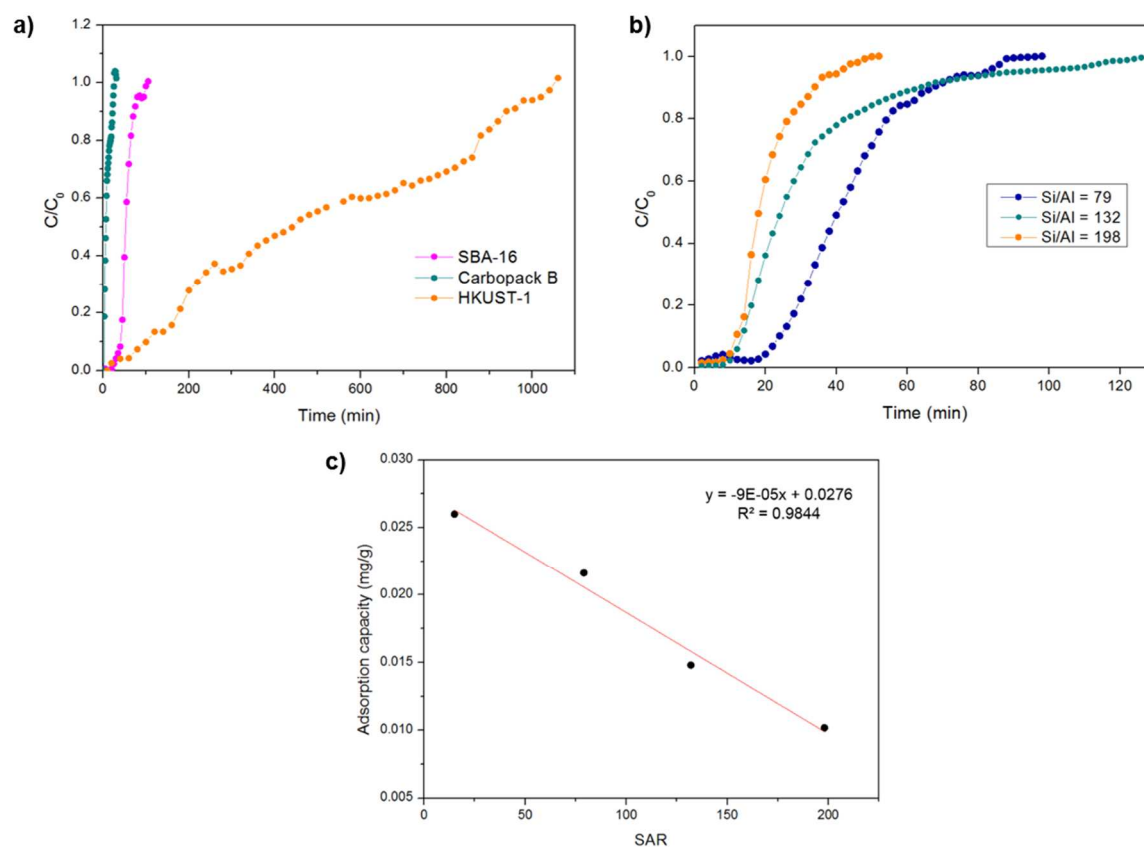 a)
C/C0
1.2
1.0
0.8
0.6
0.4
0.2
0.0
0
200
400
600
800
1000
Time (min)
SBA-16
Carbopack B
HKUST-1
b)
C/C0
1.0
0.8
0.6
0.4
0.2
0.0
0
20
40
60
80
100
120
Time (min)
Si/Al = 79
Si/Al = 132
Si/Al = 198
c)
Adsorption capacity (mg/g)
0.030
0.025
0.020
0.015
0.010
0.005
0
50
100
150
200
SAR
y = -9E-05x + 0.0276
R² = 0.9844